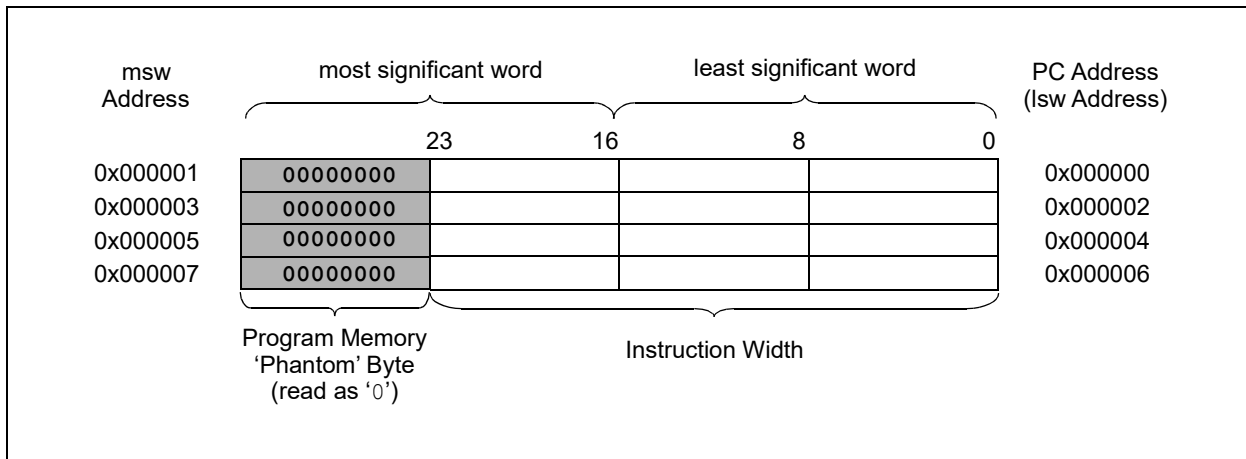 msw
Address
most significant word
least significant word
PC Address
(lsw Address)
23
16
8
0
0x000001
00000000
0x000000
0x000003
00000000
0x000002
0x000005
00000000
0x000004
0x000007
00000000
0x000006
Program Memory
‘Phantom’ Byte
(read as ‘0’)
Instruction Width